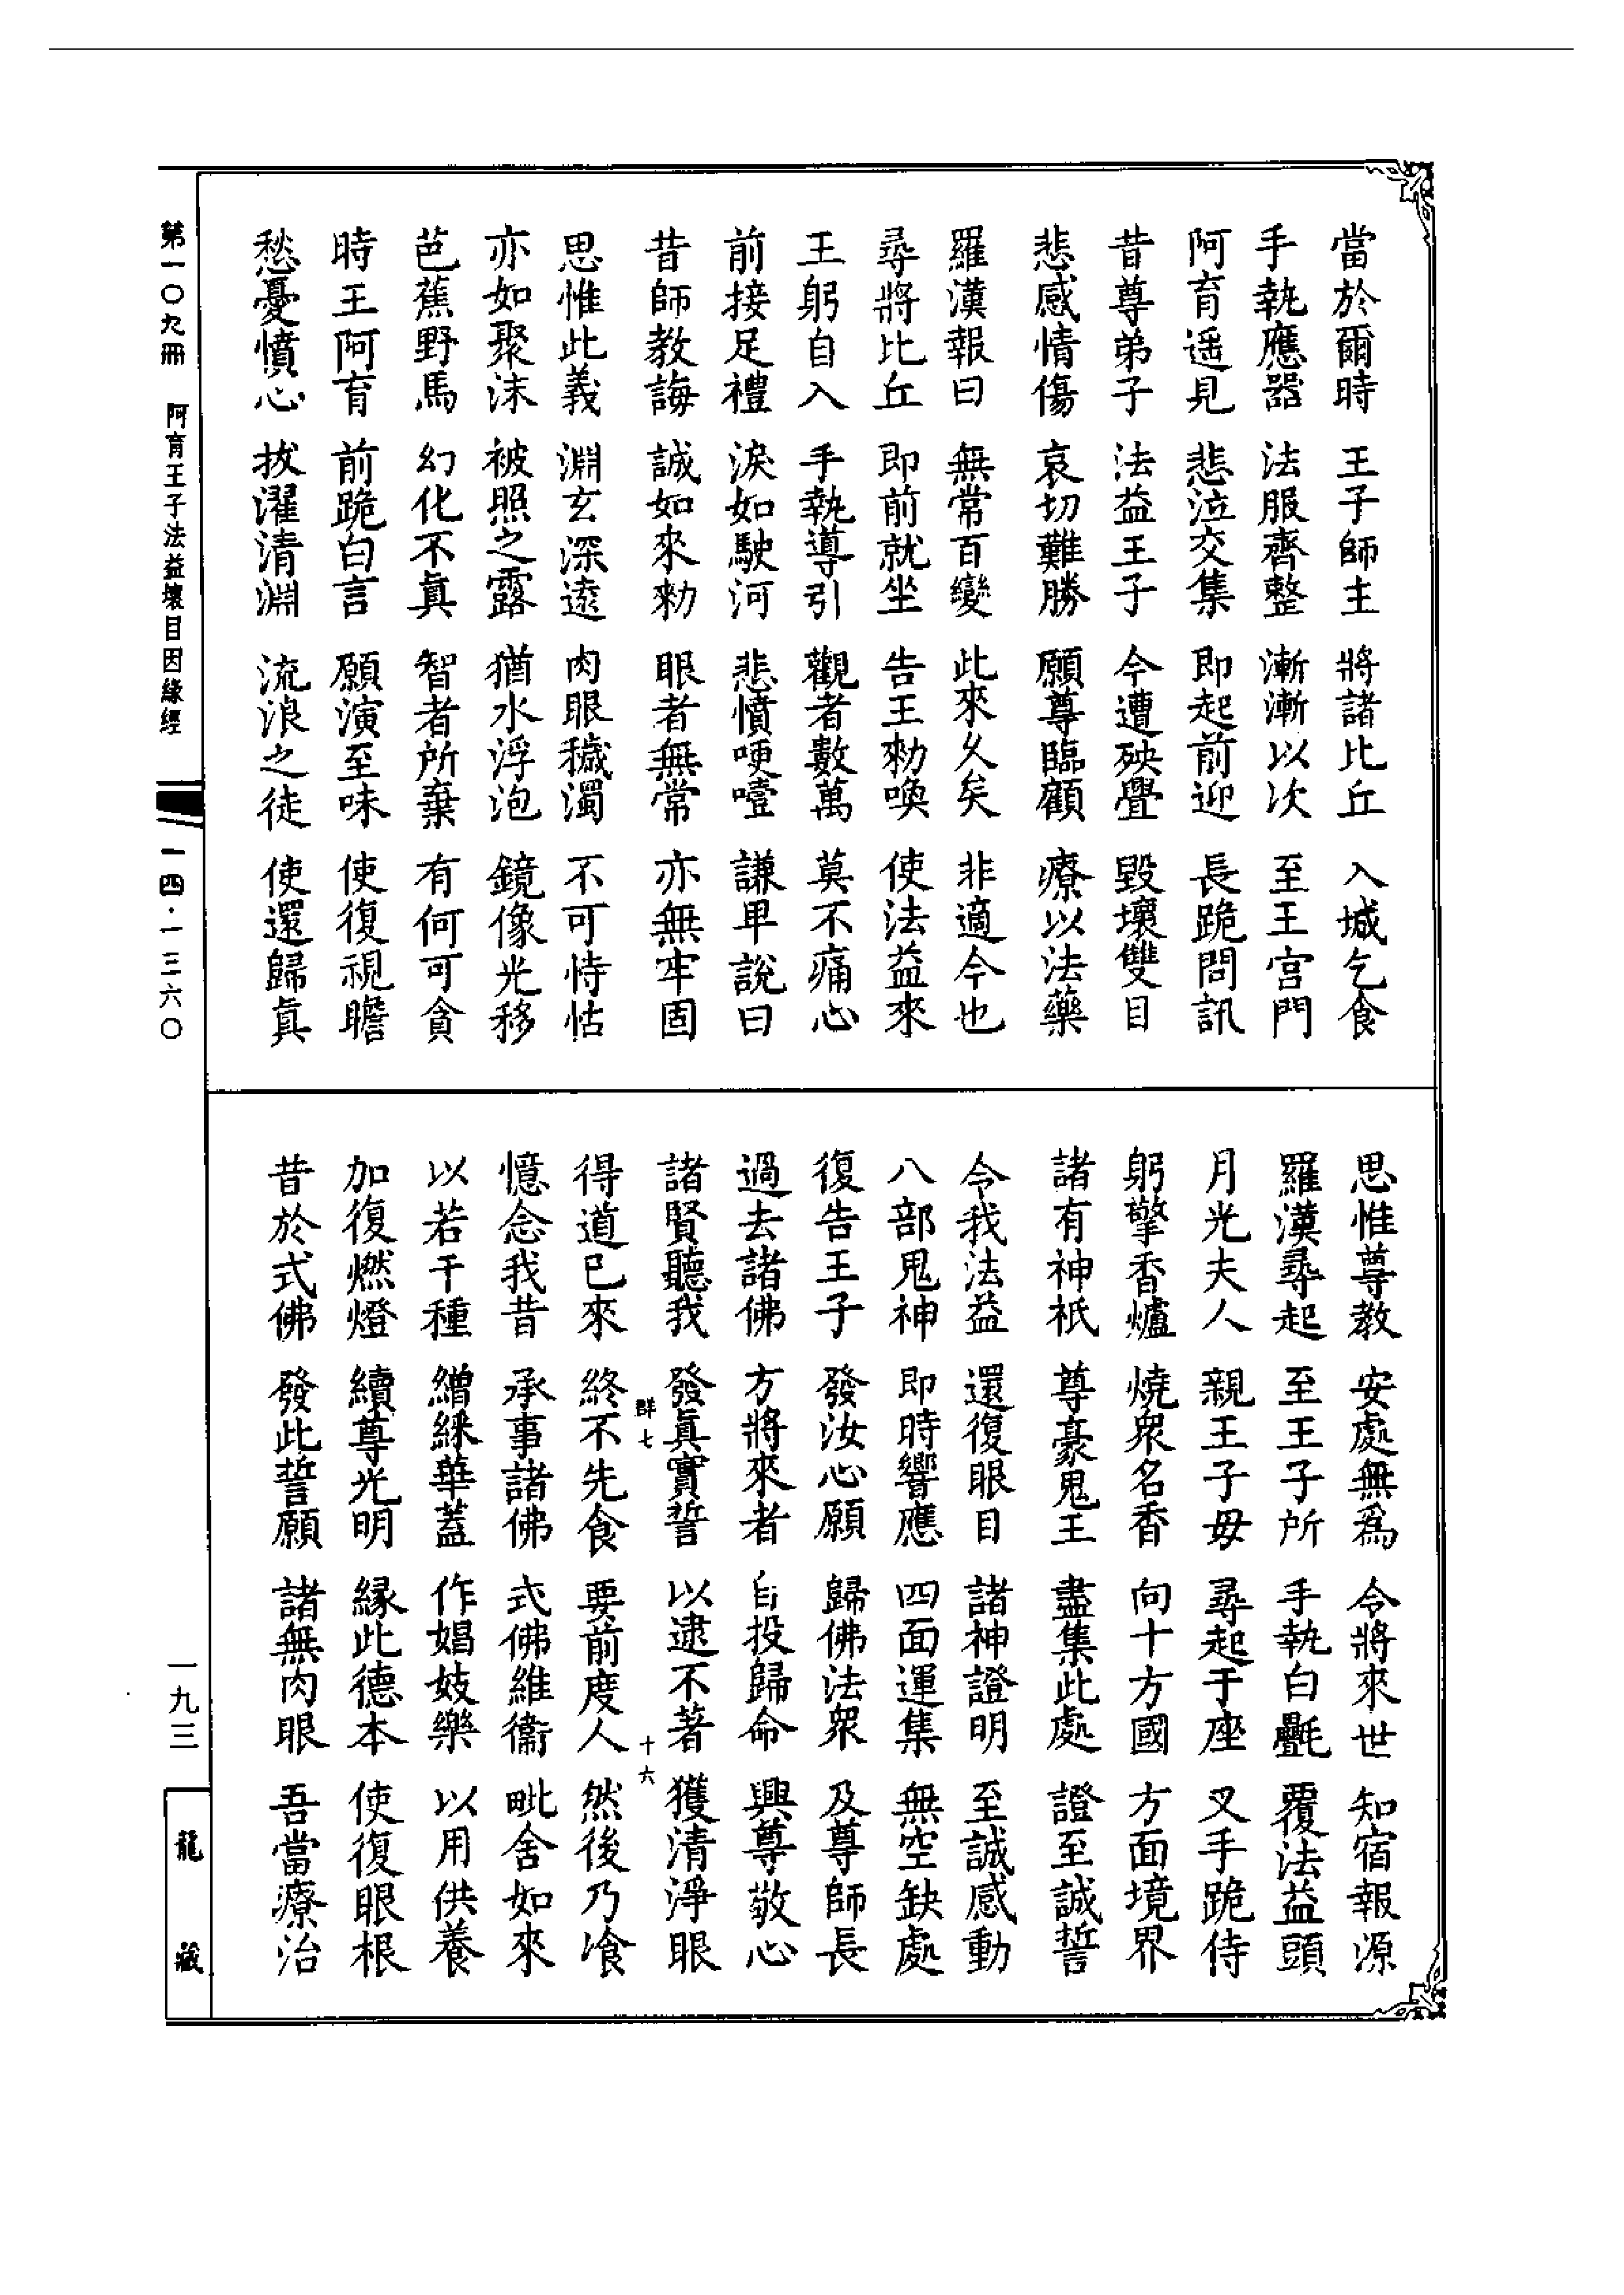 當於爾時　王子師主　將諸比丘　入城乞食
手執應器　法服齊整　漸漸以次　至王宮門
阿育遥見　悲泣交集　即起前迎　長跪問訊
昔尊弟子　法益王子　今遭殃舋　毀壞雙目
悲感情傷　哀切難勝　願尊臨顧　療以法藥
羅漢報曰　無常百變　此來久矣　非適今也
尋將比丘　即前就坐　告王勑喚　使法益來
王躬自入　手執導引　觀者數萬　莫不痛心
前接足禮　淚如駛河　悲憤哽噎　謙卑說曰
昔師教誨　誠如來勑　眼者無常　亦無牢固
思惟此義　淵玄深遠　肉眼穢濁　不可恃怙
亦如聚沫　被照之露　猶水浮泡　鏡像光移
芭蕉野馬　幻化不真　智者所棄　有何可貪
時王阿育　前跪白言　願演至味　使復視瞻
愁憂憤心　拔濯清淵　流浪之徒　使還歸真
思惟尊教　安處無為　令將來世　知宿報源
羅漢尋起　至王子所　手執白㲲　覆法益頭
月光夫人　親王子母　尋起于座　叉手跪侍
躬擎香爐　燒眾名香　向十方國　方面境界
諸有神祇　尊豪鬼王　盡集此處　證至誠誓
令我法益　還復眼目　諸神證明　至誠感動
八部鬼神　即時響應　四面運集　無空缺處
復告王子　發汝心願　歸佛法眾　及尊師長
過去諸佛　方將來者　自投歸命　興尊敬心
諸賢聽我　發真實誓　以逮不著　獲清淨眼
群七　十六
得道已來　終不先食　要前度人　然後乃飡
憶念我昔　承事諸佛　式佛維衛　毗舍如來
以若干種　繒綵華蓋　作娼妓樂　以用供養
加復燃燈　續尊光明　緣此德本　使復眼根
昔於式佛　發此誓願　諸無肉眼　吾當療治
第一〇九冊　阿育王子法益壞目因緣經　一四·一三六〇
一九三
龍藏